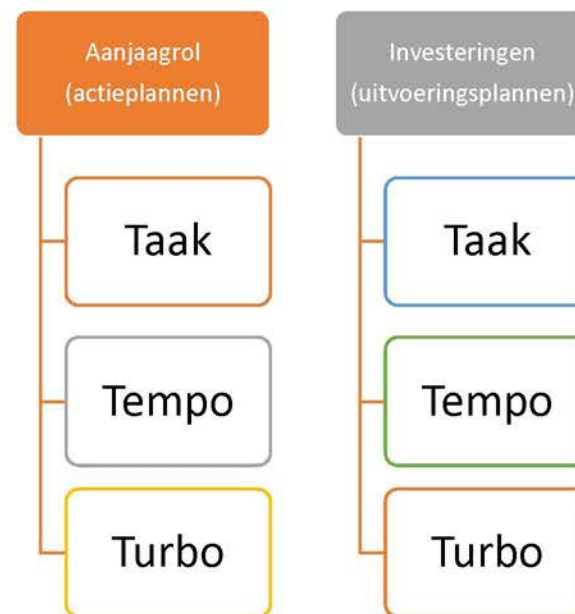 Aanjaagrol
(actieplannen)
Taak
Tempo
Turbo
Investeringen
(uitvoeringsplannen)
Taak
Tempo
Turbo